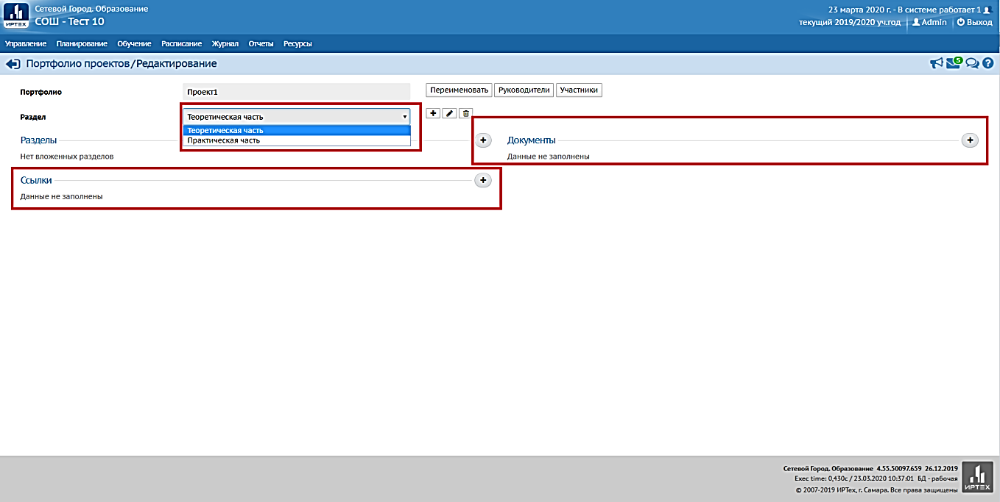 Сетевой Город. Образование
СОШ - Тест 10
ИРТЕХ
23 марта 2020 г. - В системе работает 1
текущий 2019/2020 уч.год Admin Выход
Управление Планирование Обучение Расписание Журнал Отчеты Ресурсы
Портфолио проектов/Редактирование
5
Портфолио Проект1 Переименовать Руководители Участники
Раздел Теоретическая часть
Теоретическая часть
Практическая часть
Разделы
Нет вложенных разделов
Документы
Данные не заполнены
Ссылки
Данные не заполнены
Сетевой Город. Образование 4.55.50097.659 26.12.2019
Exec time: 0,430с / 23.03.2020 10:37:01 БД - рабочая
© 2007-2019 ИРТех, г. Самара. Все права защищены
ИРТЕХ